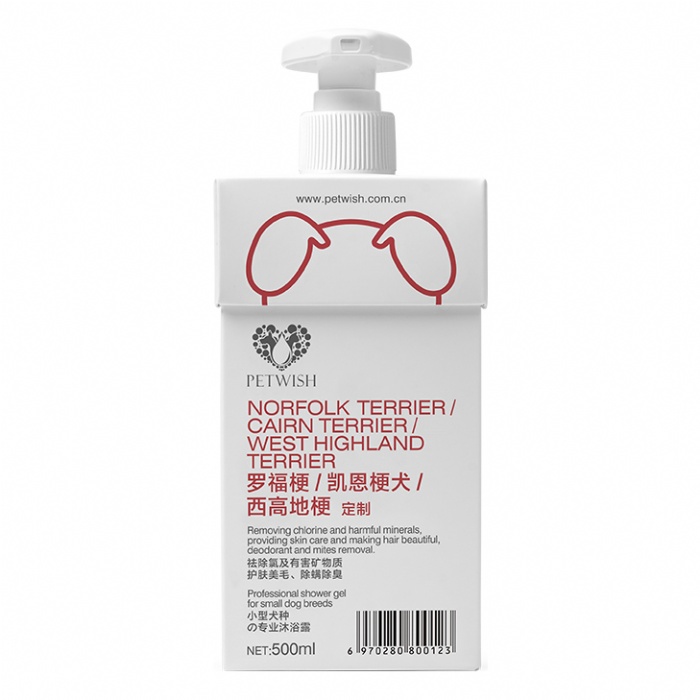 www.petwish.com.cn
PETWISH
NORFOLK TERRIER /
CAIRN TERRIER /
WEST HIGHLAND
TERRIER
罗福梗 / 凯恩梗犬 /
西高地梗 定制
Removing chlorine and harmful minerals,
providing skin care and making hair beautiful,
deodorant and mites removal.
祛除氯及有害矿物质
护肤美毛、除螨除臭
Professional shower gel
for small dog breeds
小型犬种
の专业沐浴露
NET:500ml
6 970280 800123